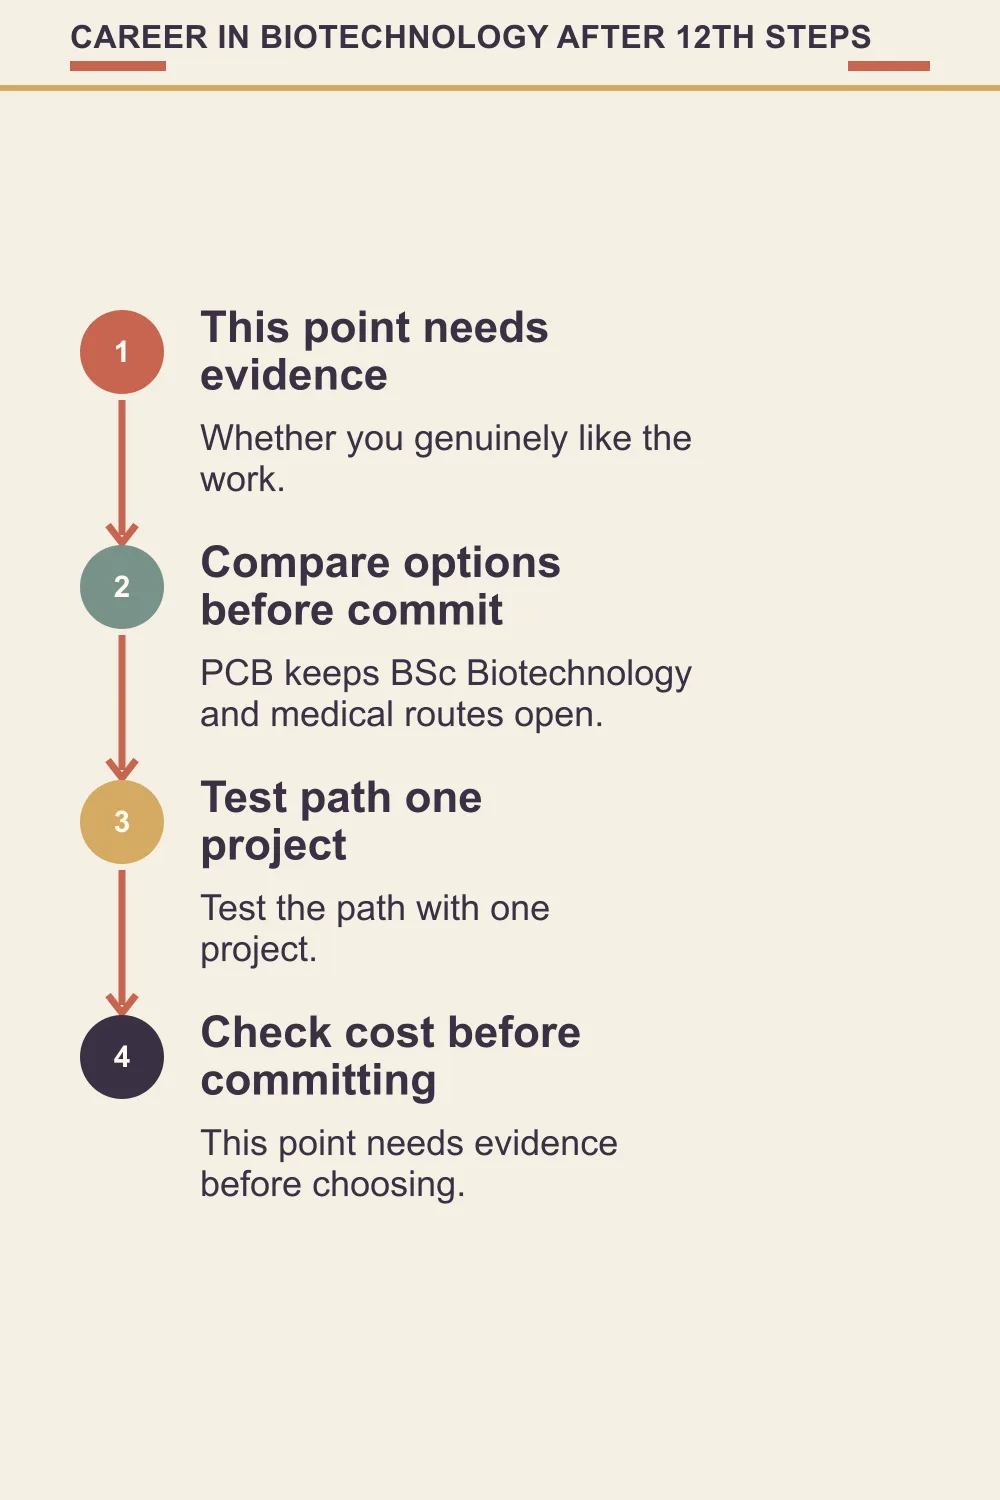 CAREER IN BIOTECHNOLOGY AFTER 12TH STEPS
1
This point needs
evidence
Whether you genuinely like the
work.
2
Compare options
before commit
PCB keeps BSc Biotechnology
and medical routes open.
3
Test path one
project
Test the path with one
project.
4
Check cost before
committing
This point needs evidence
before choosing.